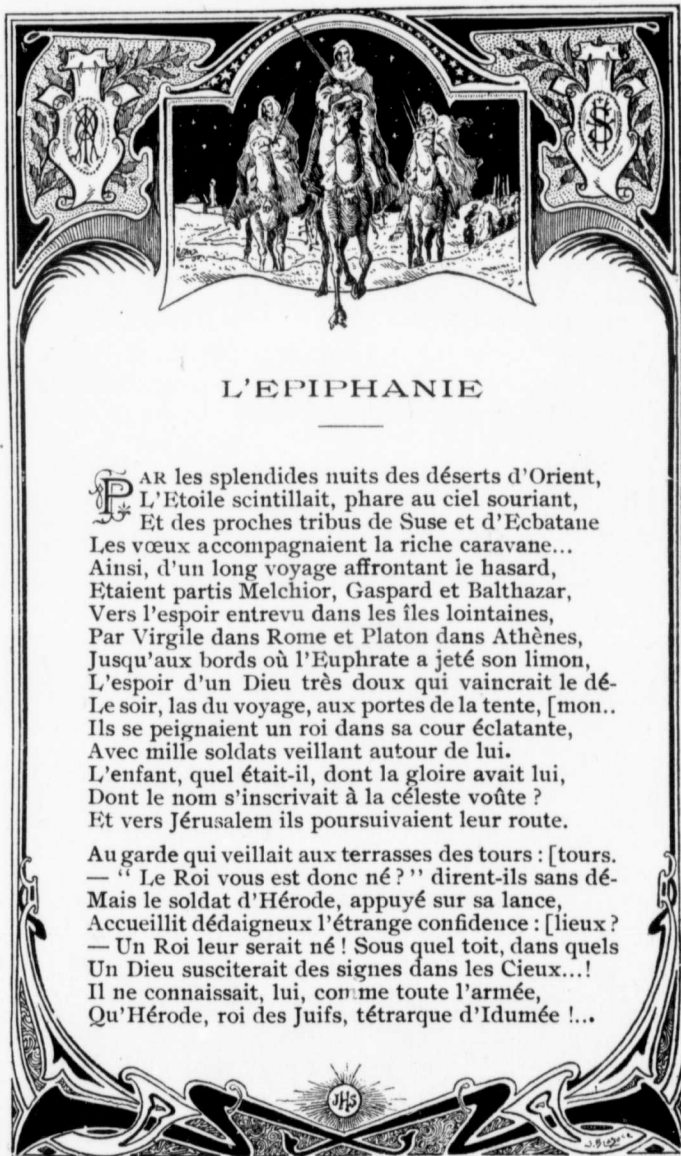 L'EPIPHANIE
PAR les splendides nuits des déserts d'Orient,
L'Etoile scintillait, phare au ciel souriant,
Et des proches tribus de Suse et d'Ecbatane
Les vœux accompagnaient la riche caravane...
Ainsi, d'un long voyage affrontant le hasard,
Etaient partis Melchior, Gaspard et Balthazar,
Vers l'espoir entrevu dans les îles lointaines,
Par Virgile dans Rome et Platon dans Athènes,
Jusqu'aux bords où l'Euphrate a jeté son limon,
L'espoir d'un Dieu très doux qui vaincrait le dé-
Le soir, las du voyage, aux portes de la tente, [mon..
Ils se peignaient un roi dans sa cour éclatante,
Avec mille soldats veillant autour de lui.
L'enfant, quel était-il, dont la gloire avait lui,
Dont le nom s'inscrivait à la céleste voûte ?
Et vers Jérusalem ils poursuivaient leur route.
Au garde qui veillait aux terrasses des tours : [tours.
— “ Le Roi vous est donc né ? ” dirent-ils sans dé-
Mais le soldat d'Hérode, appuyé sur sa lance,
Accueillit dédaigneux l'étrange confidence : [lieux ?
— Un Roi leur serait né ! Sous quel toit, dans quels
Un Dieu susciterait des signes dans les Cieux...!
Il ne connaissait, lui, comme toute l'armée,
Qu'Hérode, roi des Juifs, tétrarque d'Idumée !...
JHS